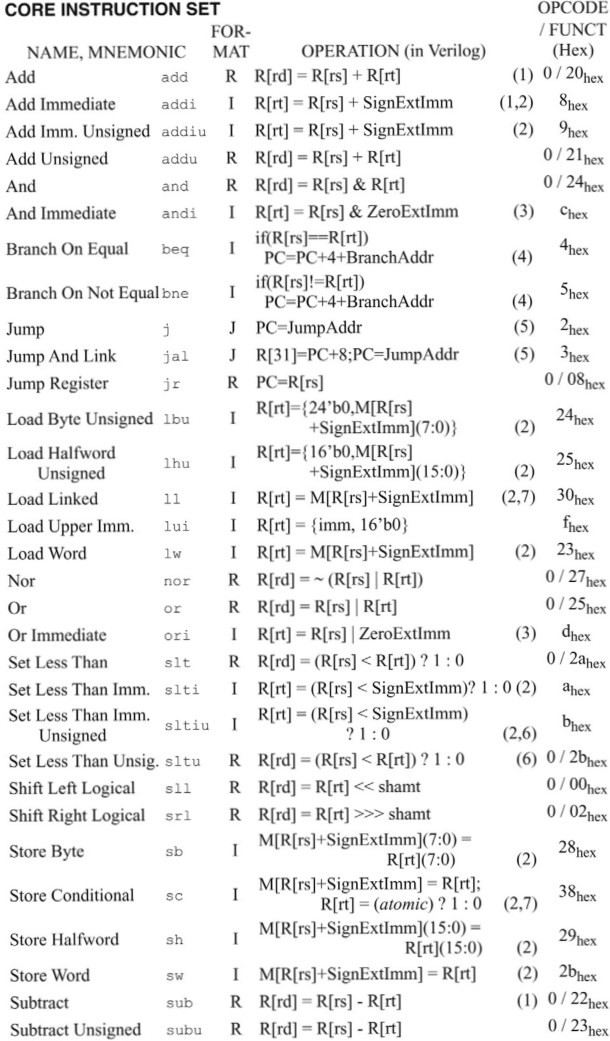 CORE INSTRUCTION SET OPCODE
FOR- / FUNCT
NAME, MNEMONIC MAT OPERATION (in Verilog) (Hex)
Add add R R[rd] = R[rs] + R[rt] (1) 0 / 20hex
Add Immediate addi I R[rt] = R[rs] + SignExtImm (1,2) 8hex
Add Imm. Unsigned addiu I R[rt] = R[rs] + SignExtImm (2) 9hex
Add Unsigned addu R R[rd] = R[rs] + R[rt] 0 / 21hex
And and R R[rd] = R[rs] & R[rt] 0 / 24hex
And Immediate andi I R[rt] = R[rs] & ZeroExtImm (3) chex
Branch On Equal beq I if(R[rs]==R[rt])
PC=PC+4+BranchAddr (4) 4hex
Branch On Not Equal bne I if(R[rs]!=R[rt])
PC=PC+4+BranchAddr (4) 5hex
Jump j J PC=JumpAddr (5) 2hex
Jump And Link jal J R[31]=PC+8;PC=JumpAddr (5) 3hex
Jump Register jr R PC=R[rs] 0 / 08hex
Load Byte Unsigned lbu I R[rt]={24'b0,M[R[rs]
+SignExtImm](7:0)} (2) 24hex
Load Halfword
Unsigned lhu I R[rt]={16'b0,M[R[rs]
+SignExtImm](15:0)} (2) 25hex
Load Linked ll I R[rt] = M[R[rs]+SignExtImm] (2,7) 30hex
Load Upper Imm. lui I R[rt] = {imm, 16'b0} fhex
Load Word lw I R[rt] = M[R[rs]+SignExtImm] (2) 23hex
Nor nor R R[rd] = ~ (R[rs] | R[rt]) 0 / 27hex
Or or R R[rd] = R[rs] | R[rt] 0 / 25hex
Or Immediate ori I R[rt] = R[rs] | ZeroExtImm (3) dhex
Set Less Than slt R R[rd] = (R[rs] < R[rt]) ? 1 : 0 0 / 2ahex
Set Less Than Imm. slti I R[rt] = (R[rs] < SignExtImm)? 1 : 0 (2) ahex
Set Less Than Imm.
Unsigned sltiu I R[rt] = (R[rs] < SignExtImm)
? 1 : 0 (2,6) bhex
Set Less Than Unsig. sltu R R[rd] = (R[rs] < R[rt]) ? 1 : 0 (6) 0 / 2bhex
Shift Left Logical sll R R[rd] = R[rt] << shamt 0 / 00hex
Shift Right Logical srl R R[rd] = R[rt] >>> shamt 0 / 02hex
Store Byte sb I M[R[rs]+SignExtImm](7:0) =
R[rt](7:0) (2) 28hex
Store Conditional sc I M[R[rs]+SignExtImm] = R[rt];
R[rt] = (atomic) ? 1 : 0 (2,7) 38hex
Store Halfword sh I M[R[rs]+SignExtImm](15:0) =
R[rt](15:0) (2) 29hex
Store Word sw I M[R[rs]+SignExtImm] = R[rt] (2) 2bhex
Subtract sub R R[rd] = R[rs] - R[rt] (1) 0 / 22hex
Subtract Unsigned subu R R[rd] = R[rs] - R[rt] 0 / 23hex